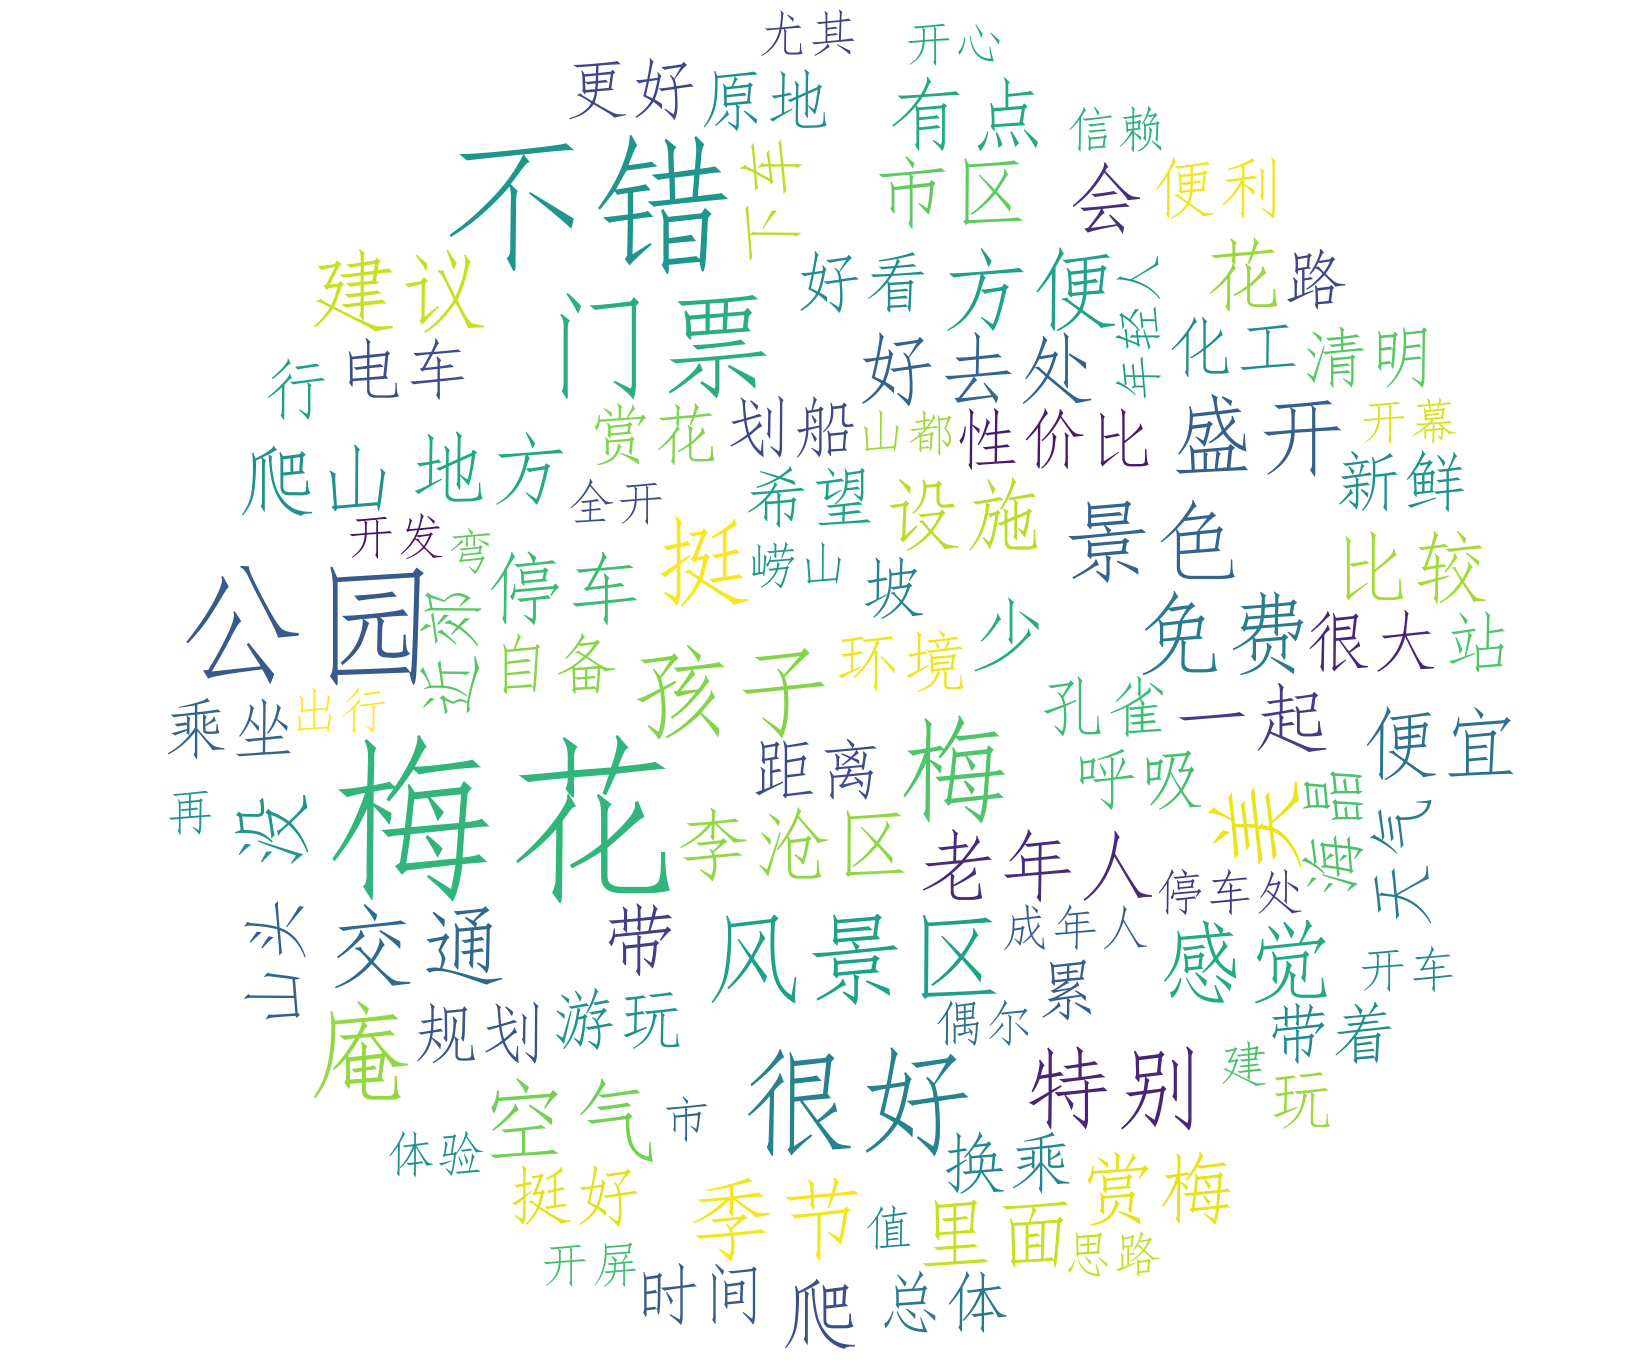 尤其
开心
更好
原地
有点
信赖
不错
下车
市区
会
便利
建议
好看
方便
年轻人
花
路
门票
行
电车
好去处
化工
清明
爬山
地方
赏花
划船
山都
性价比
盛开
开幕
全开
希望
设施
景色
新鲜
开发
弯
停车
挺
崂山
坡
比较
公园
近郊
自备
孩子
环境
少
免费
很大
站
乘坐
出行
孔雀
一起
便宜
梅花
距离
梅
呼吸
美
海晶
天气
再
没
李沧区
老年人
停车处
山头
交通
带
风景区
成年人
累
感觉
开车
庵
规划
游玩
偶尔
带着
空气
市
很好
特别
建
玩
体验
换乘
挺好
季节
值
里面
赏梅
思路
开屏
时间
爬
总体